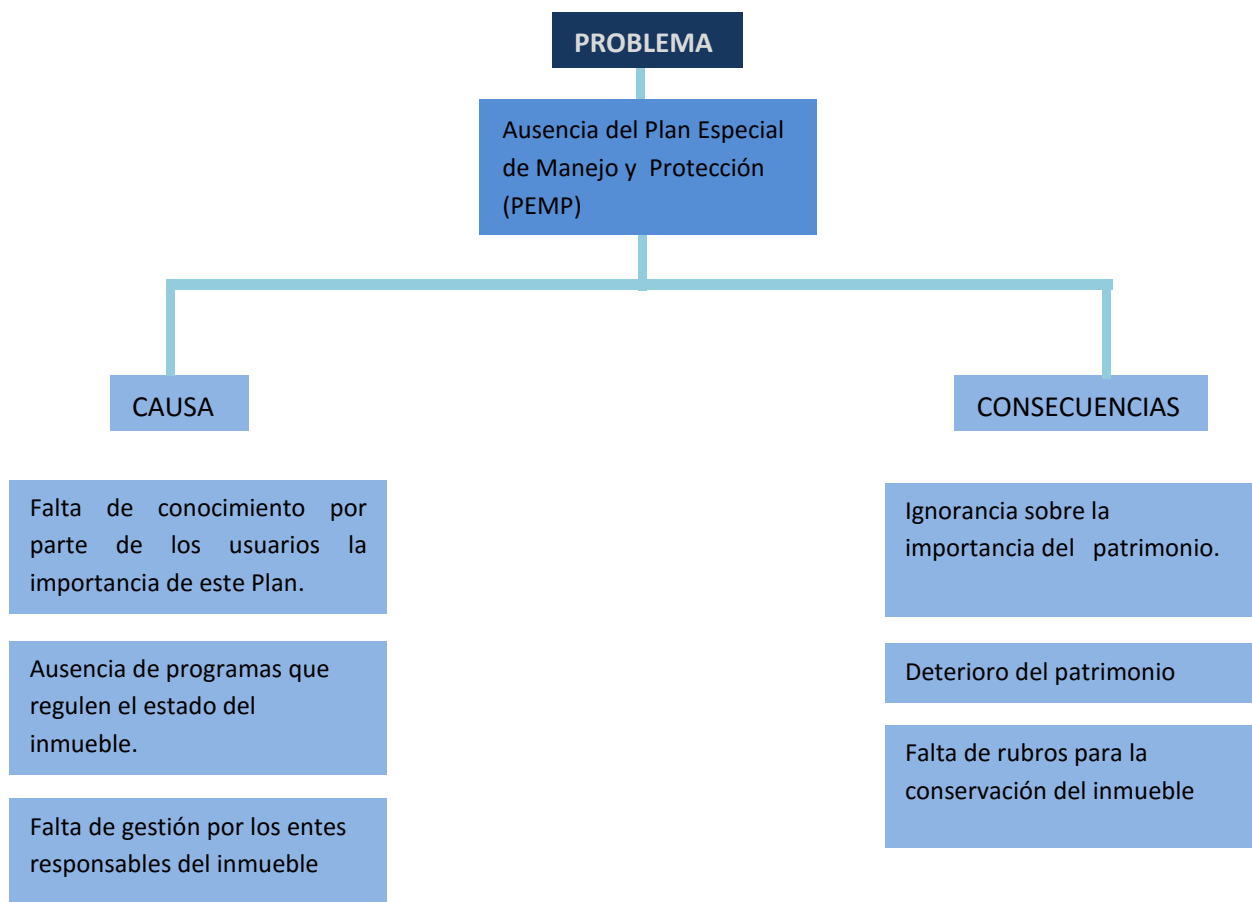 PROBLEMA
Ausencia del Plan Especial
de Manejo y Protección
(PEMP)
CAUSA
Falta de conocimiento por
parte de los usuarios la
importancia de este Plan.
Ausencia de programas que
regulen el estado del
inmueble.
Falta de gestión por los entes
responsables del inmueble
CONSECUENCIAS
Ignorancia sobre la
importancia del patrimonio.
Deterioro del patrimonio
Falta de rubros para la
conservación del inmueble